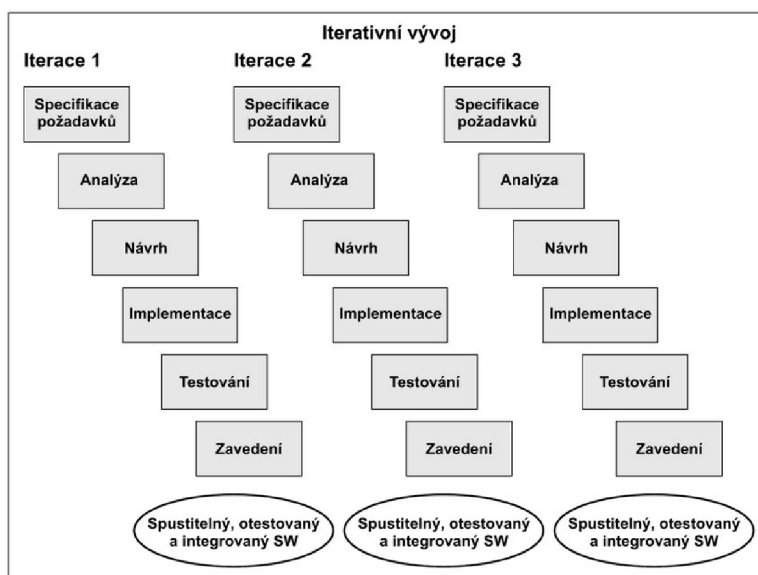 Iterativní vývoj
Iterace 1
Iterace 2
Iterace 3
Specifikace
požadavků
Specifikace
požadavků
Specifikace
požadavků
Analýza
Analýza
Analýza
Návrh
Návrh
Návrh
Implementace
Implementace
Implementace
Testování
Testování
Testování
Zavedení
Zavedení
Zavedení
Spustitelný, otestovaný
a integrovaný SW
Spustitelný, otestovaný
a integrovaný SW
Spustitelný, otestovaný
a integrovaný SW